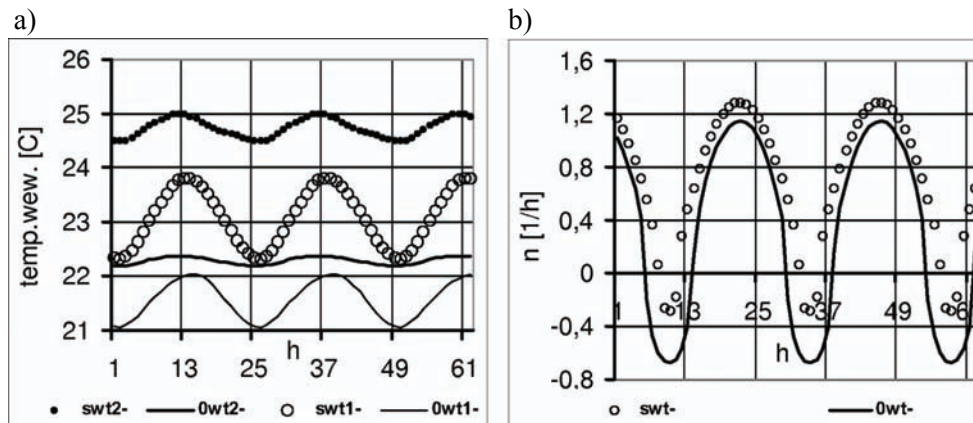 a)
26
25
24
23
22
21
temp.wew. [C]
h
1 13 25 37 49 61
swt2- 0wt2- swt1- 0wt1-
b)
1,6
1,2
0,8
0,4
0
-0,4
-0.8
n [1/h]
1 13 25 37 49 6
h
swt- 0wt-